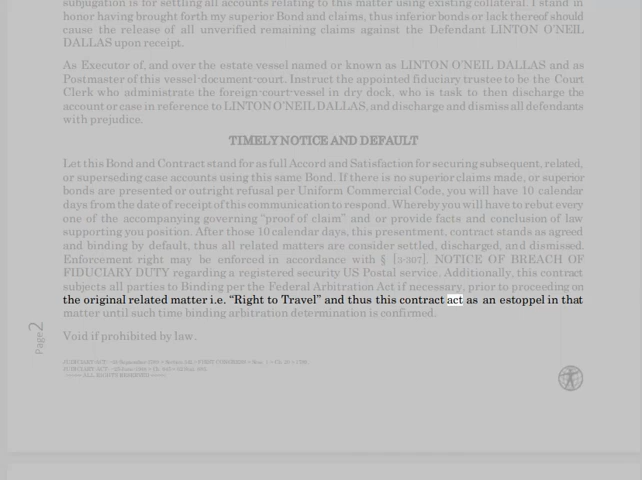 subjugation is for settling all accounts relating to this matter using existing collateral. I stand in
honor having brought forth my superior Bond and claims, thus inferior bonds or lack thereof should
cause the release of all unverified remaining claims against the Defendant LINTON O'NEIL
DALLAS upon receipt.
As Executor of, and over the estate vessel named or known as LINTON O'NEIL DALLAS and as
Postmaster of this vessel-document-court. Instruct the appointed fiduciary trustee to be the Court
Clerk who administrate the foreign-court-vessel in dry dock, who is task to then discharge the
account or case in reference to LINTON O'NEIL DALLAS, and discharge and dismiss all defendants
with prejudice.
TIMELY NOTICE AND DEFAULT
Let this Bond and Contract stand for as full Accord and Satisfaction for securing subsequent, related,
or superseding case accounts using this same Bond. If there is no superior claims made, or superior
bonds are presented or outright refusal per Uniform Commercial Code, you will have 10 calendar
days from the date of receipt of this communication to respond. Whereby you will have to rebut every
one of the accompanying governing “proof of claim” and or provide facts and conclusion of law
supporting you position. After those 10 calendar days, this presentment, contract stands as agreed
and binding by default, thus all related matters are consider settled, discharged, and dismissed.
Enforcement right may be enforced in accordance with § [3-307]. NOTICE OF BREACH OF
FIDUCIARY DUTY regarding a registered security US Postal service. Additionally, this contract
subjects all parties to Binding per the Federal Arbitration Act if necessary, prior to proceeding on
the original related matter i.e. “Right to Travel” and thus this contract act as an estoppel in that
matter until such time binding arbitration determination is confirmed.
Void if prohibited by law.
Page2
ALL RIGHTS RESERVED